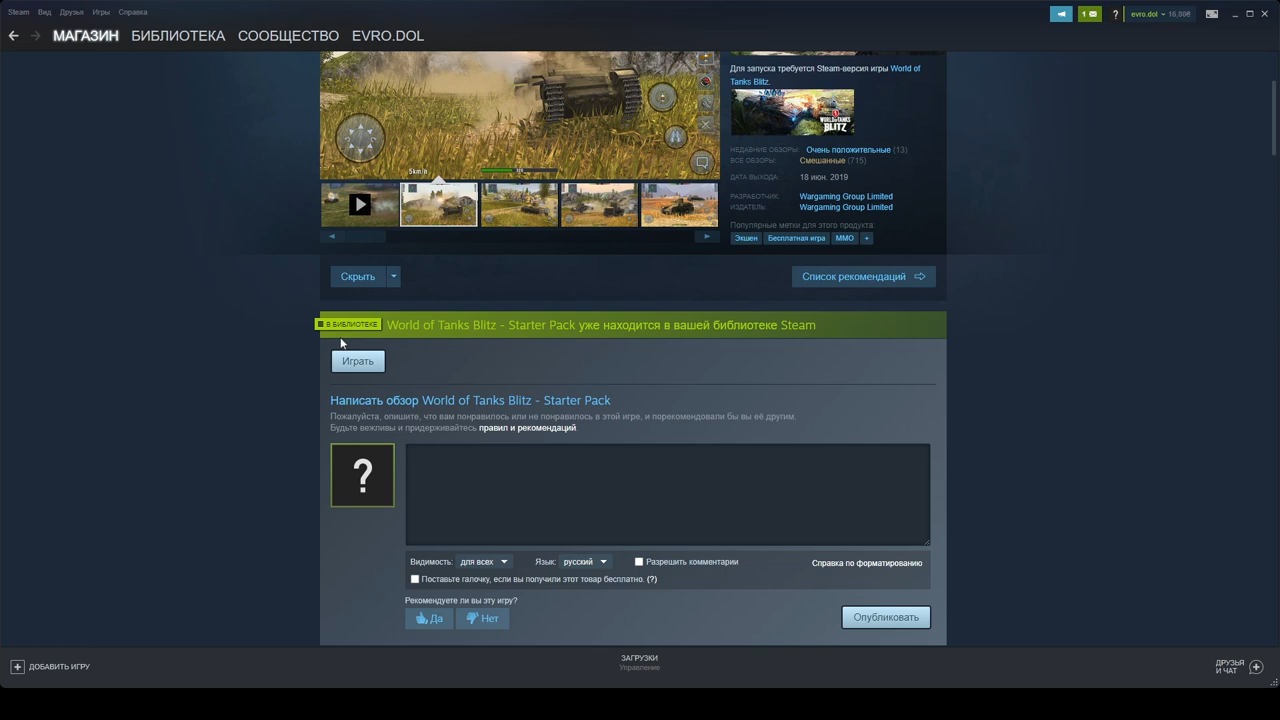 Steam Вид Друзья Игры Справка
1 ? evro.dol
МАГАЗИН БИБЛИОТЕКА СООБЩЕСТВО EVRO.DOL
Для запуска требуется Steam-версия игры World of
Tanks Blitz.
WORLD OF TANKS
BLITZ
5km/h
НЕДАВНИЕ ОБЗОРЫ: Очень положительные (13)
ВСЕ ОБЗОРЫ: Смешанные (715)
ДАТА ВЫХОДА: 18 июн. 2019
РАЗРАБОТЧИК: Wargaming Group Limited
ИЗДАТЕЛЬ: Wargaming Group Limited
Популярные метки для этого продукта:
Экшен Бесплатная игра ММО +
Скрыть
Список рекомендаций
В БИБЛИОТЕКЕ World of Tanks Blitz - Starter Pack уже находится в вашей библиотеке Steam
Играть
Написать обзор World of Tanks Blitz - Starter Pack
Пожалуйста, опишите, что вам понравилось или не понравилось в этой игре, и порекомендовали бы вы её другим.
Будьте вежливы и придерживайтесь правил и рекомендаций.
?
Видимость: для всех Язык: русский Разрешить комментарии Справка по форматированию
Поставьте галочку, если вы получили этот товар бесплатно. (?)
Рекомендуете ли вы эту игру?
Да Нет
Опубликовать
ДОБАВИТЬ ИГРУ
ЗАГРУЗКИ
Управление
ДРУЗЬЯ
И ЧАТ